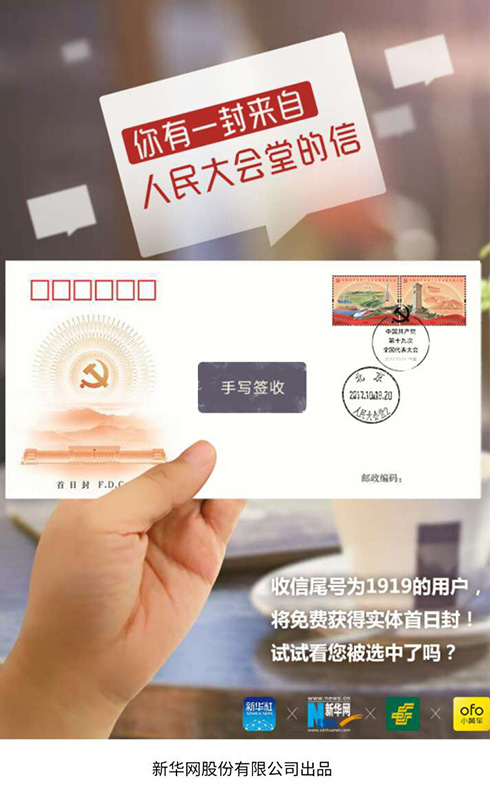 你有一封来自
人民大会堂的信
中国共产党
第十九次
全国代表大会
北京
2017.10.18.20
人民大会堂2
手写签收
首日封 F.D.C
邮政编码：
收信尾号为1919的用户，
将免费获得实体首日封！
试试看您被选中了吗？
新华社
www.news.cn
新华网
www.xinhuanet.com
ofo
小黄车
新华网股份有限公司出品